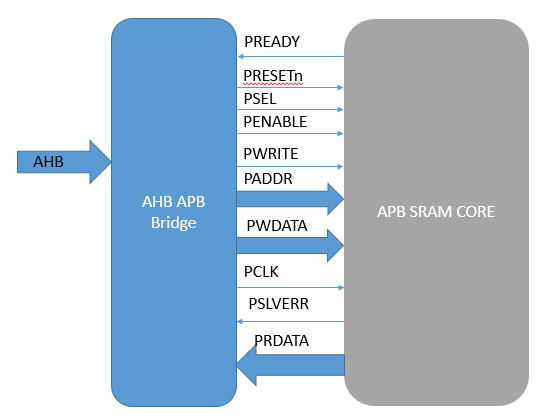 PREADY
PRESETn
PSEL
PENABLE
AHB
PWRITE
PADDR
AHB APB
Bridge
APB SRAM CORE
PWDATA
PCLK
PSLVERR
PRDATA